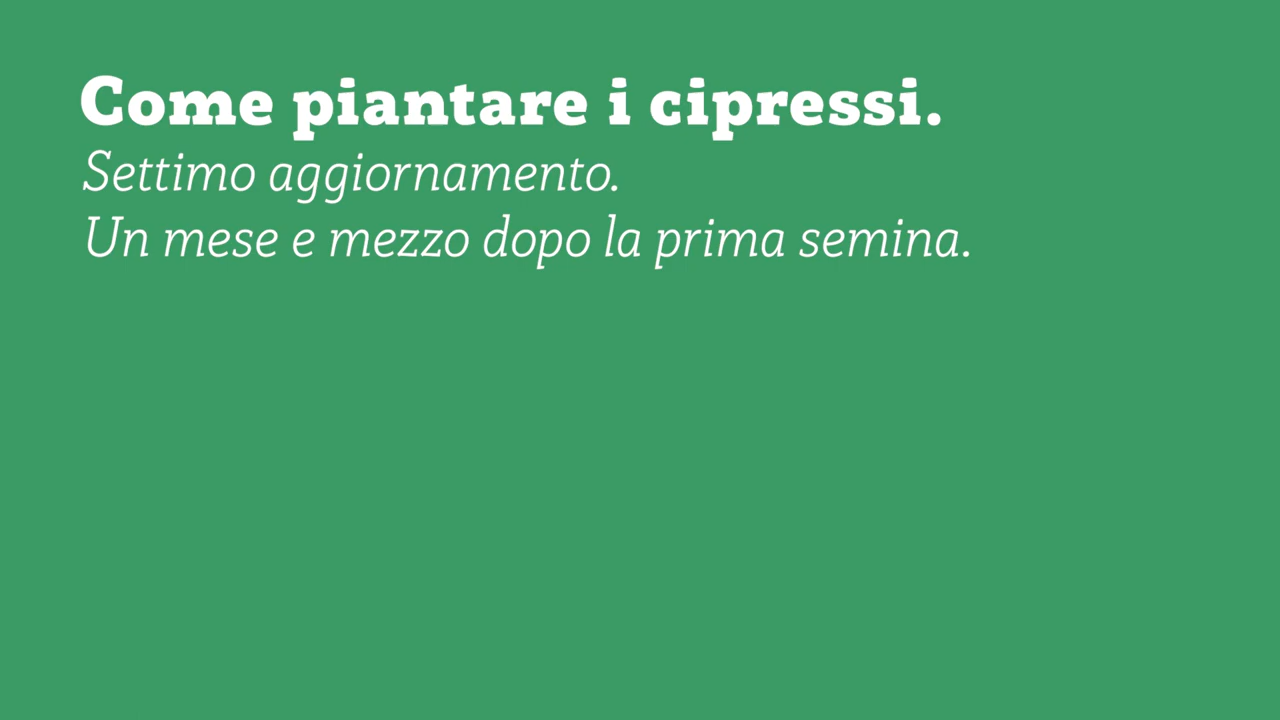 Come piantare i cipressi.
Settimo aggiornamento.
Un mese e mezzo dopo la prima semina.